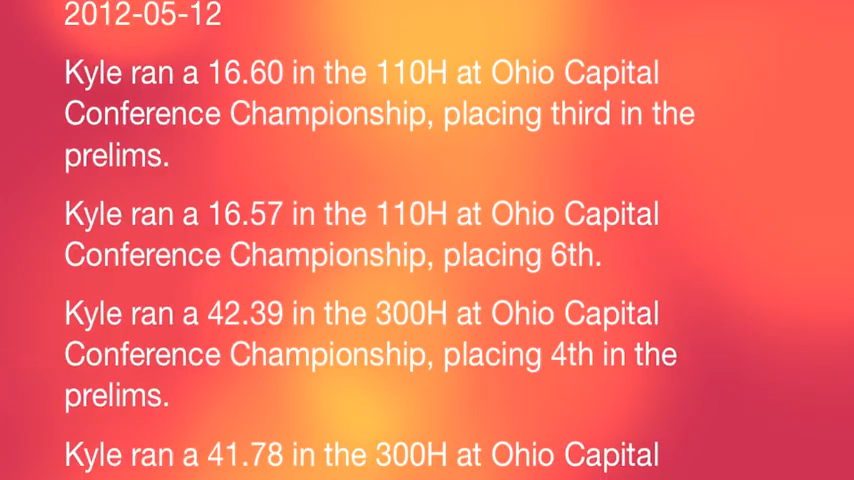 2012-05-12
Kyle ran a 16.60 in the 110H at Ohio Capital
Conference Championship, placing third in the
prelims.
Kyle ran a 16.57 in the 110H at Ohio Capital
Conference Championship, placing 6th.
Kyle ran a 42.39 in the 300H at Ohio Capital
Conference Championship, placing 4th in the
prelims.
Kyle ran a 41.78 in the 300H at Ohio Capital